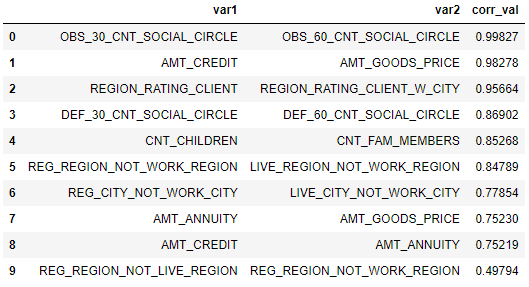 var1 var2 corr_val
0 OBS_30_CNT_SOCIAL_CIRCLE OBS_60_CNT_SOCIAL_CIRCLE 0.99827
1 AMT_CREDIT AMT_GOODS_PRICE 0.98278
2 REGION_RATING_CLIENT REGION_RATING_CLIENT_W_CITY 0.95664
3 DEF_30_CNT_SOCIAL_CIRCLE DEF_60_CNT_SOCIAL_CIRCLE 0.86902
4 CNT_CHILDREN CNT_FAM_MEMBERS 0.85268
5 REG_REGION_NOT_WORK_REGION LIVE_REGION_NOT_WORK_REGION 0.84789
6 REG_CITY_NOT_WORK_CITY LIVE_CITY_NOT_WORK_CITY 0.77854
7 AMT_ANNUITY AMT_GOODS_PRICE 0.75230
8 AMT_CREDIT AMT_ANNUITY 0.75219
9 REG_REGION_NOT_LIVE_REGION REG_REGION_NOT_WORK_REGION 0.49794